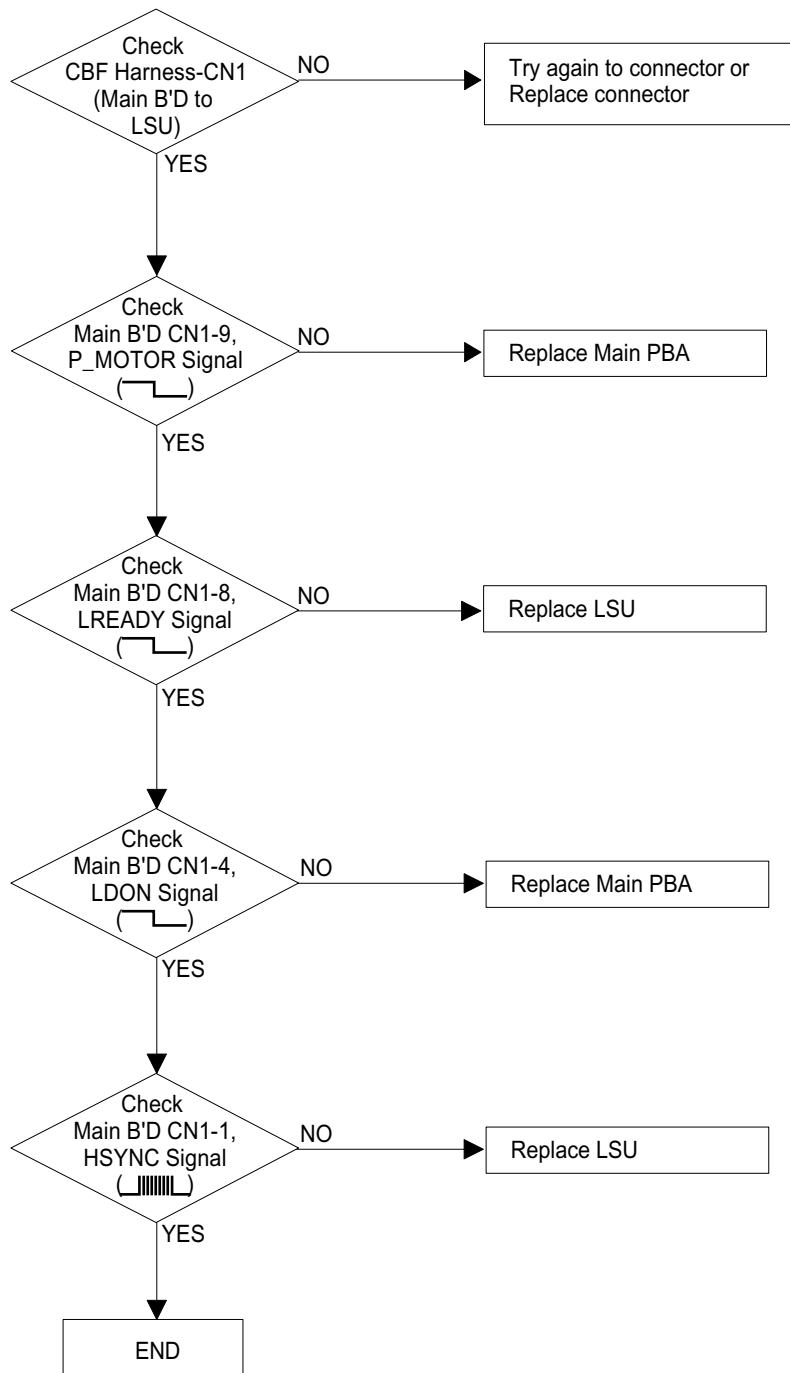 Check
CBF Harness-CN1
(Main B'D to
LSU)
NO
Try again to connector or
Replace connector
YES
Check
Main B'D CN1-9,
P_MOTOR Signal
( )
NO
Replace Main PBA
YES
Check
Main B'D CN1-8,
LREADY Signal
( )
NO
Replace LSU
YES
Check
Main B'D CN1-4,
LDON Signal
( )
NO
Replace Main PBA
YES
Check
Main B'D CN1-1,
HSYNC Signal
( )
NO
Replace LSU
YES
END